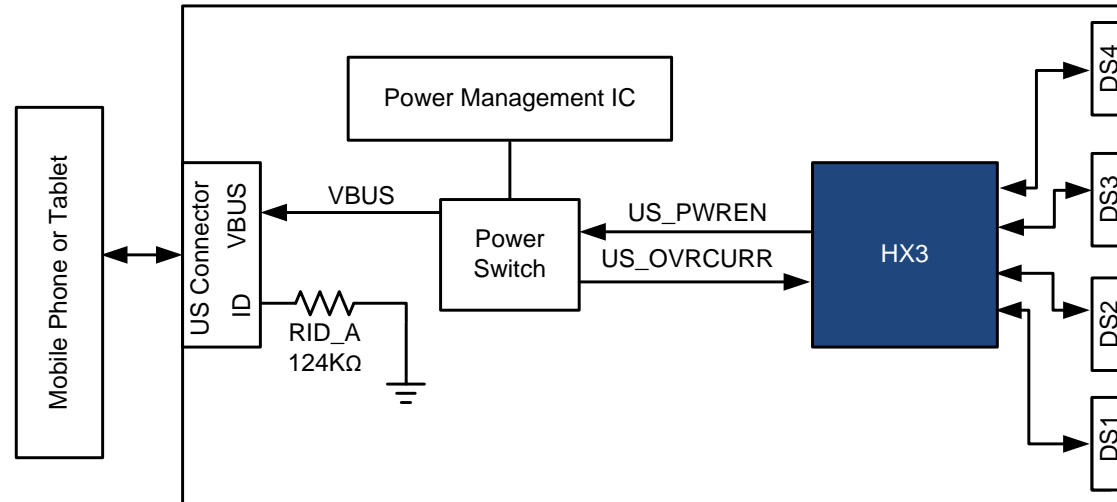 Mobile Phone or Tablet
US Connector
VBUS
ID
RID_A
124KΩ
VBUS
Power Management IC
Power
Switch
US_PWREN
US_OVRCURR
HX3
DS4
DS3
DS2
DS1